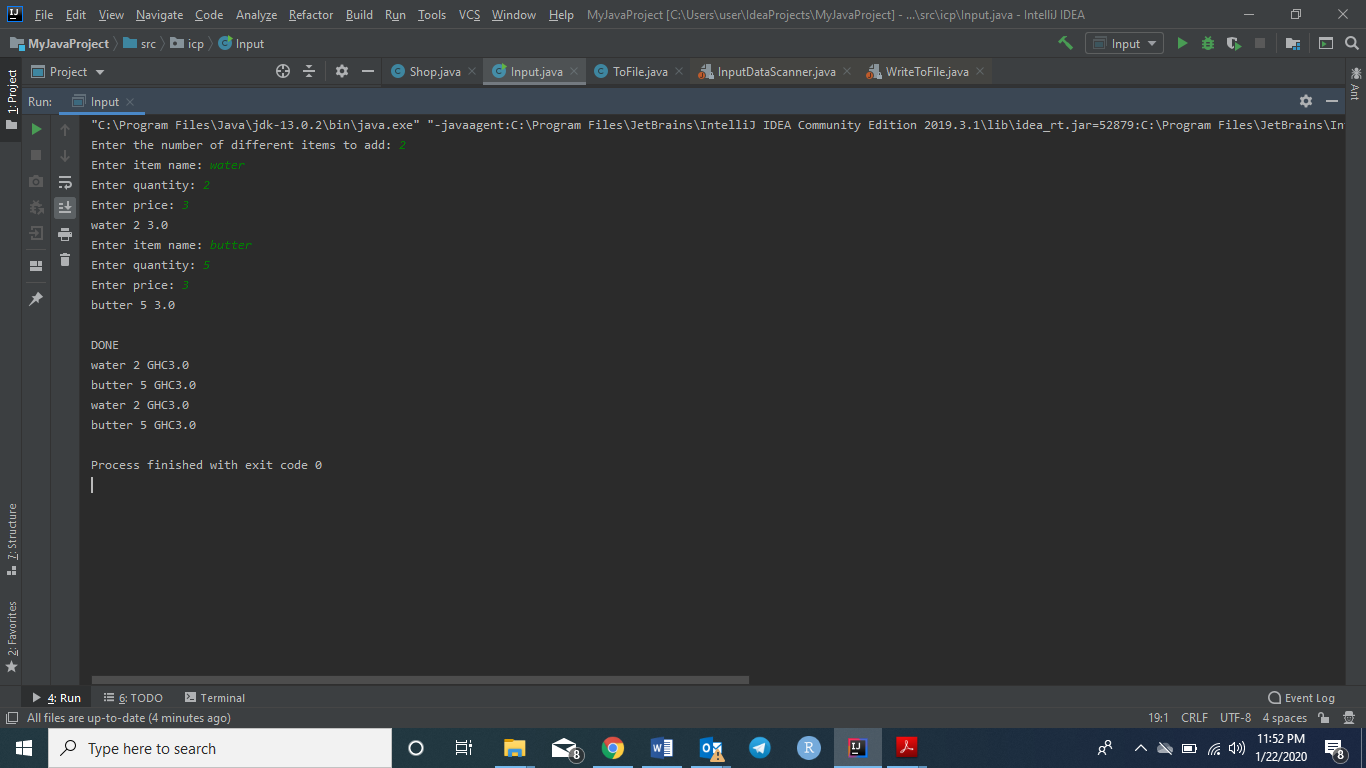 File Edit View Navigate Code Analyze Refactor Build Run Tools VCS Window Help MyJavaProject [C:\Users\user\IdeaProjects\MyJavaProject] - ...\src\icp\Input.java - IntelliJ IDEA
MyJavaProject src icp Input Input
1: Project
Project Shop.java Input.java ToFile.java InputDataScanner.java WriteToFile.java
Ant
Run: Input
"C:\Program Files\Java\jdk-13.0.2\bin\java.exe" "-javaagent:C:\Program Files\JetBrains\IntelliJ IDEA Community Edition 2019.3.1\lib\idea_rt.jar=52879:C:\Program Files\JetBrains\In
Enter the number of different items to add: 2
Enter item name: water
Enter quantity: 2
Enter price: 3
water 2 3.0
Enter item name: butter
Enter quantity: 5
Enter price: 3
butter 5 3.0
DONE
water 2 GHC3.0
butter 5 GHC3.0
water 2 GHC3.0
butter 5 GHC3.0
Process finished with exit code 0
7: Structure
2: Favorites
4: Run 6: TODO Terminal Event Log
All files are up-to-date (4 minutes ago) 19:1 CRLF UTF-8 4 spaces
Type here to search 8 W R IJ 11:52 PM
1/22/2020 8